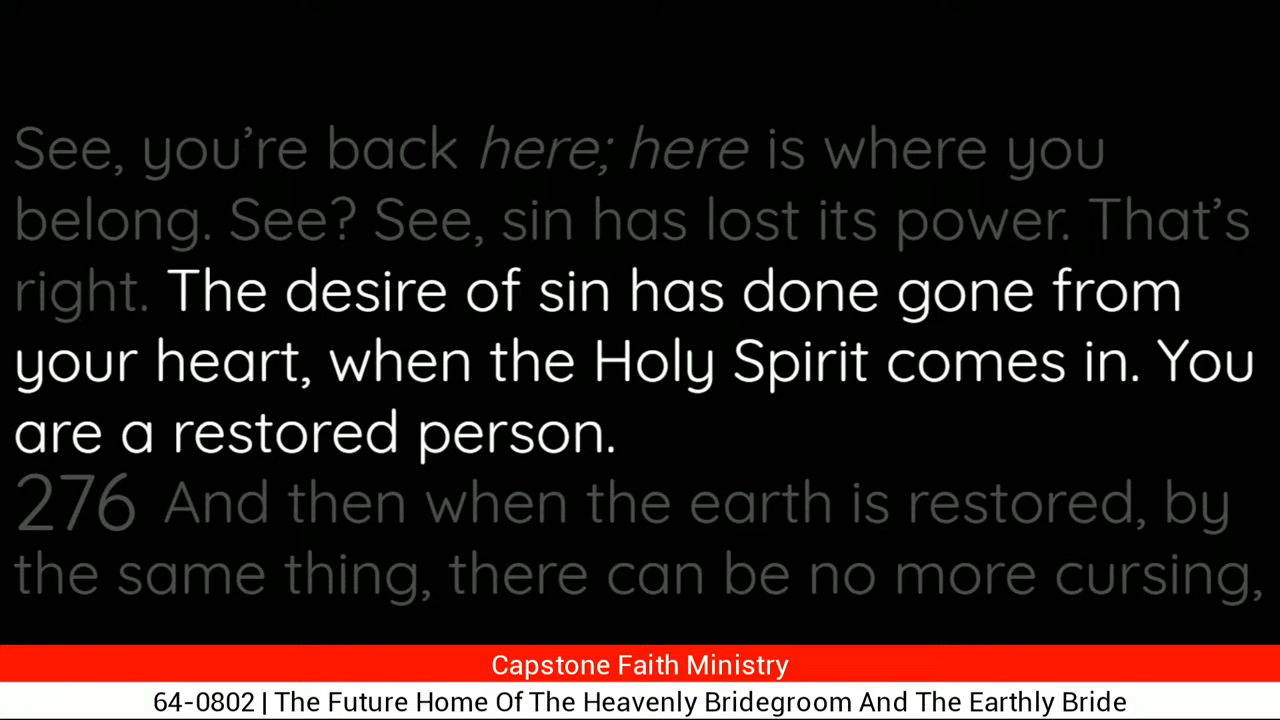 See, you’re back here; here is where you
belong. See? See, sin has lost its power. That’s
right. The desire of sin has done gone from
your heart, when the Holy Spirit comes in. You
are a restored person.
276 And then when the earth is restored, by
the same thing, there can be no more cursing,
Capstone Faith Ministry
64-0802 | The Future Home Of The Heavenly Bridegroom And The Earthly Bride